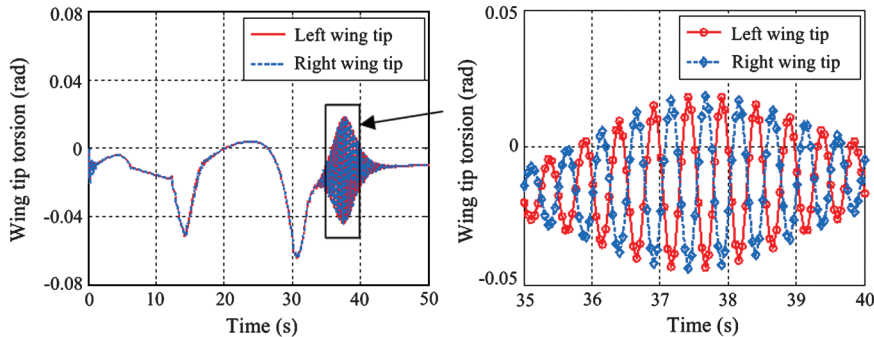 0.08
0.04
0
-0.04
-0.08
Wing tip torsion (rad)
Left wing tip
Right wing tip
0
10
20
30
40
50
Time (s)
0.05
0
-0.05
Wing tip torsion (rad)
Left wing tip
Right wing tip
35
36
37
38
39
40
Time (s)